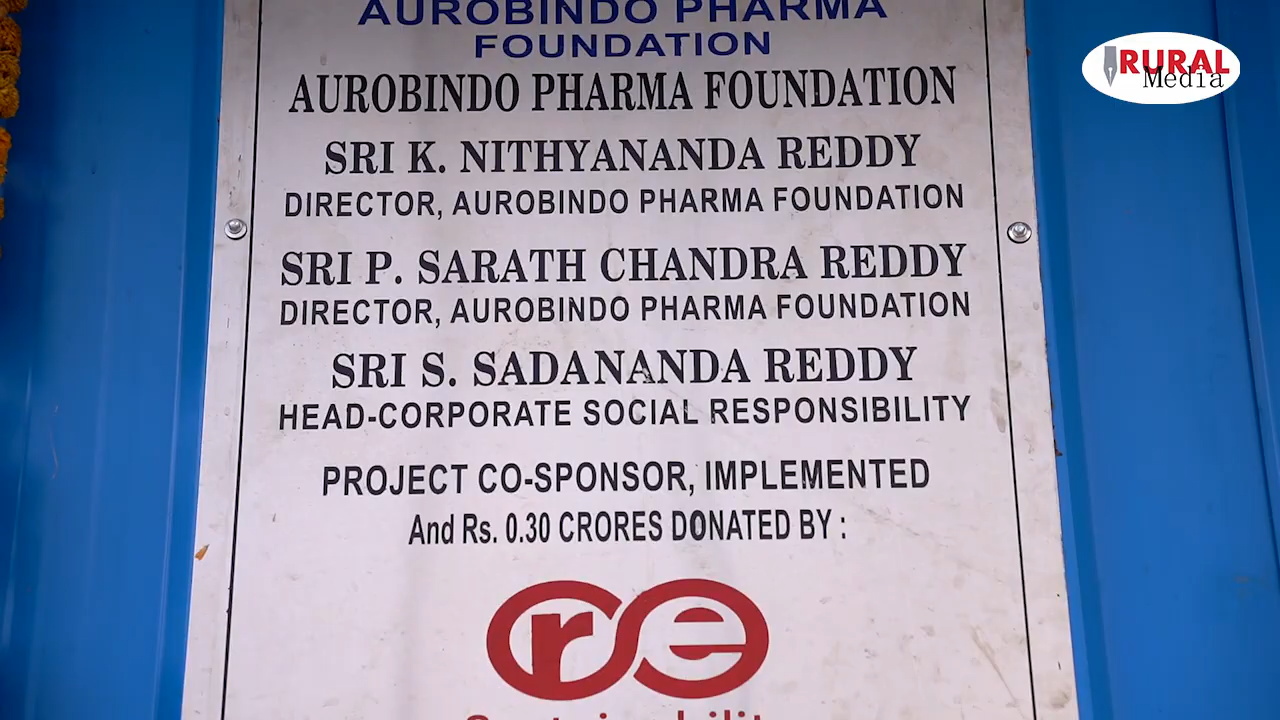 AUROBINDO PHARMA
FOUNDATION
AUROBINDO PHARMA FOUNDATION
SRI K. NITHYANANDA REDDY
DIRECTOR, AUROBINDO PHARMA FOUNDATION
SRI P. SARATH CHANDRA REDDY
DIRECTOR, AUROBINDO PHARMA FOUNDATION
SRI S. SADANANDA REDDY
HEAD-CORPORATE SOCIAL RESPONSIBILITY
PROJECT CO-SPONSOR, IMPLEMENTED
And Rs. 0.30 CRORES DONATED BY :
re
RURAL
Media